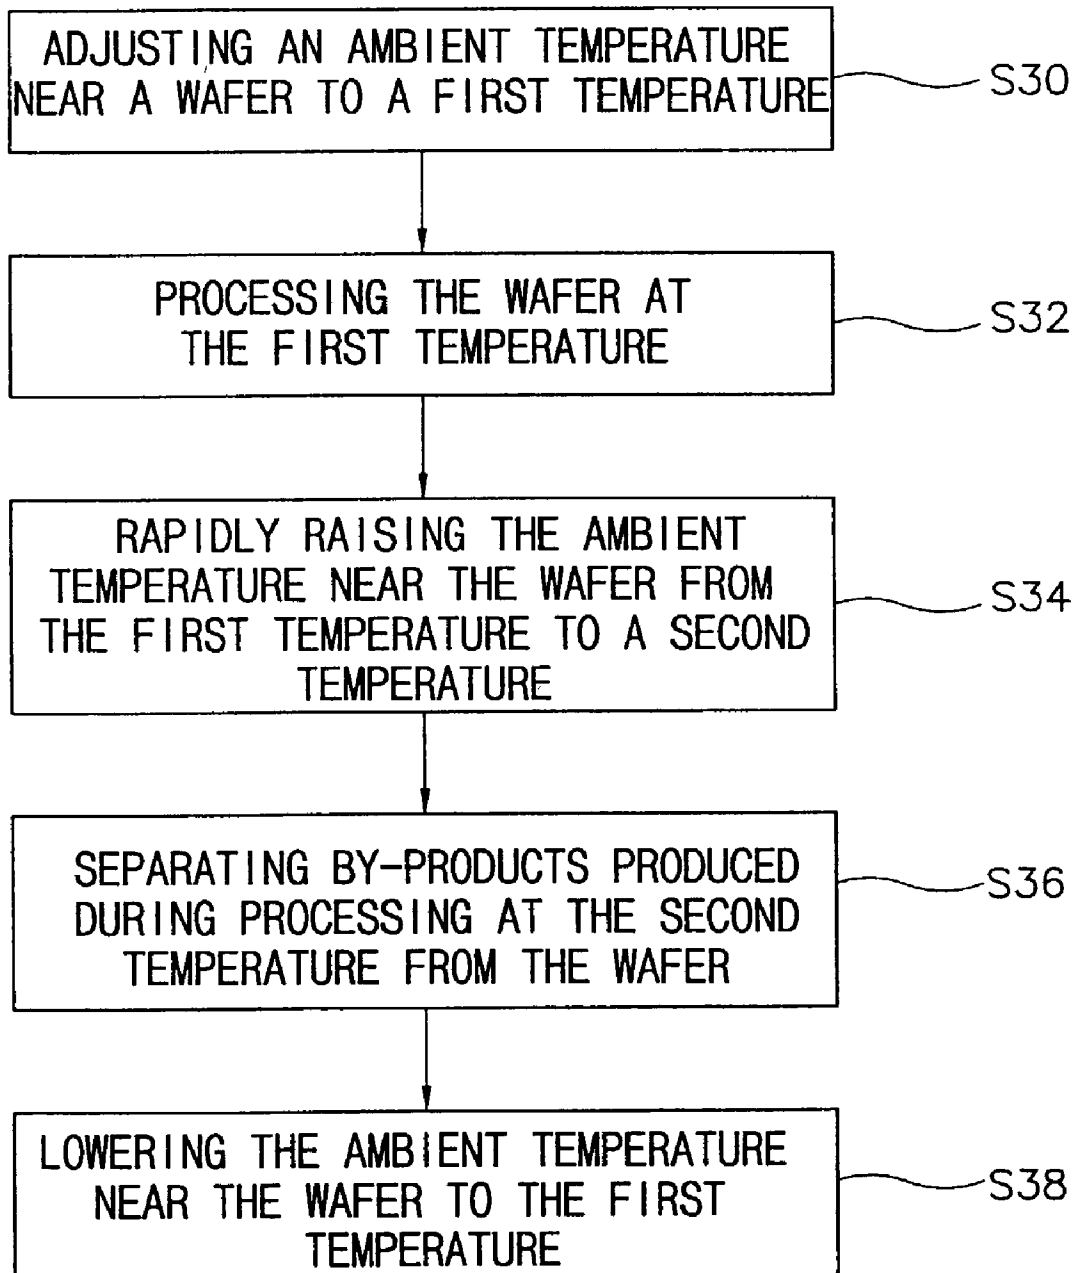 ADJUSTING AN AMBIENT TEMPERATURE
NEAR A WAFER TO A FIRST TEMPERATURE
S30
PROCESSING THE WAFER AT
THE FIRST TEMPERATURE
S32
RAPIDLY RAISING THE AMBIENT
TEMPERATURE NEAR THE WAFER FROM
THE FIRST TEMPERATURE TO A SECOND
TEMPERATURE
S34
SEPARATING BY-PRODUCTS PRODUCED
DURING PROCESSING AT THE SECOND
TEMPERATURE FROM THE WAFER
S36
LOWERING THE AMBIENT TEMPERATURE
NEAR THE WAFER TO THE FIRST
TEMPERATURE
S38